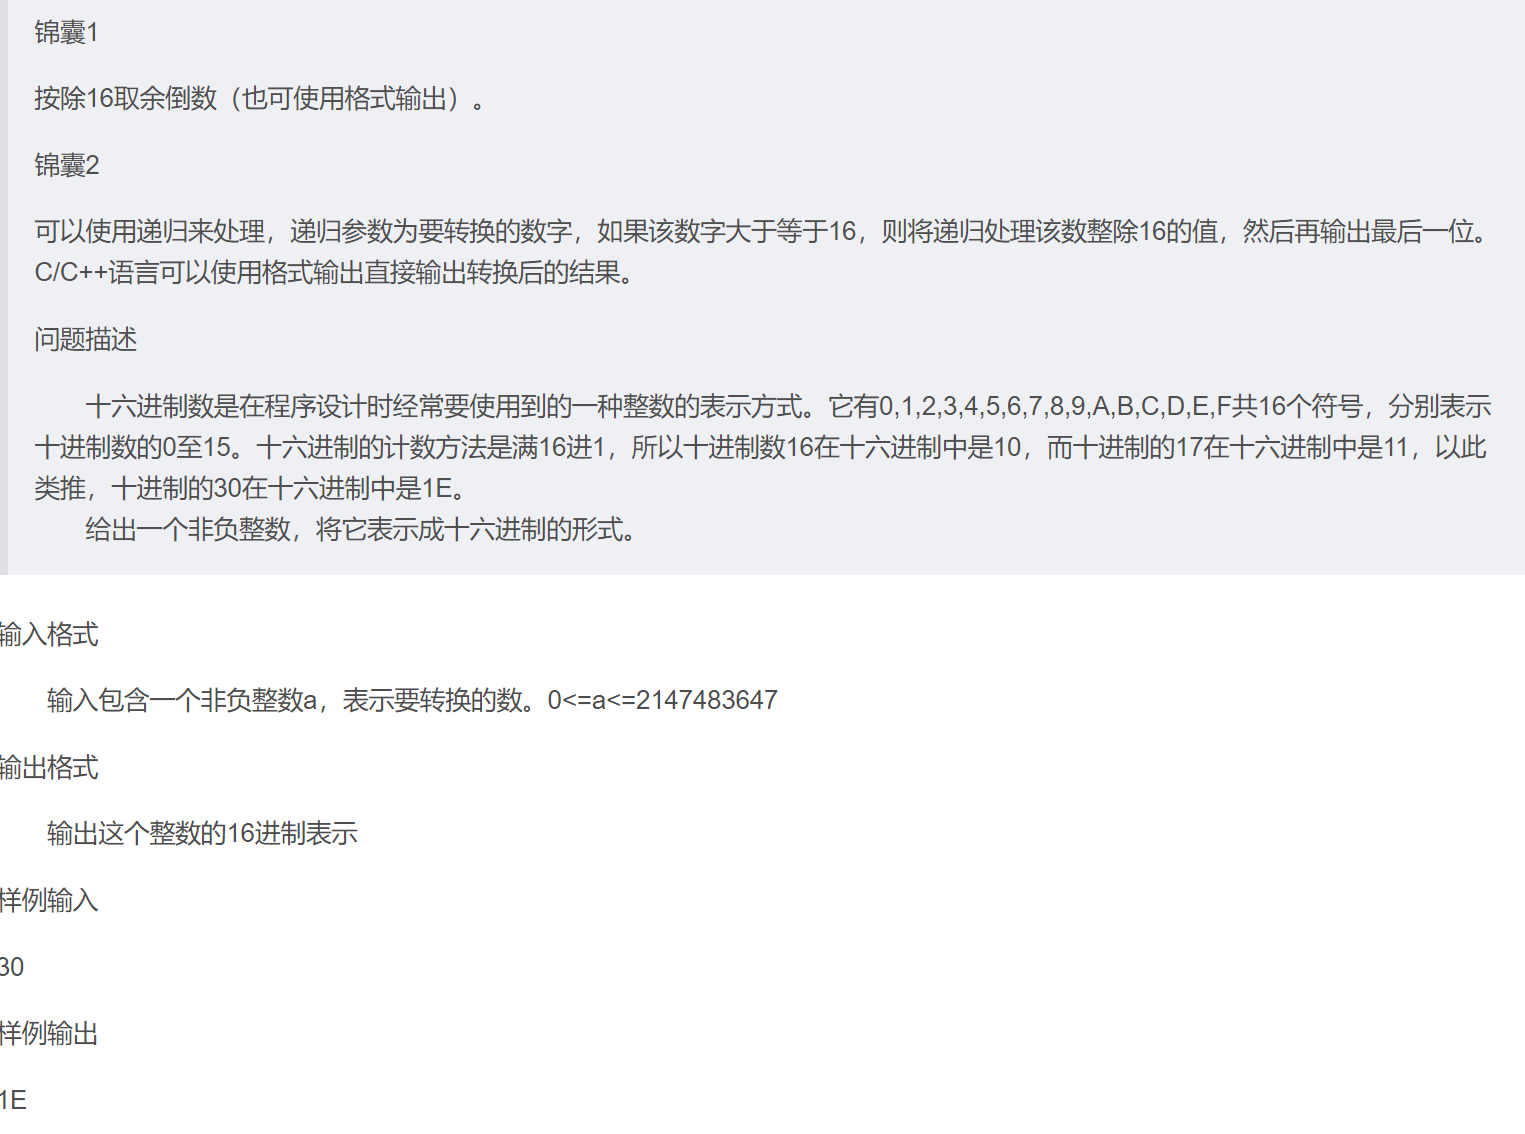 锦囊1
按除16取余倒数（也可使用格式输出）。
锦囊2
可以使用递归来处理，递归参数为要转换的数字，如果该数字大于等于16，则将递归处理该数整除16的值，然后再输出最后一位。
C/C++语言可以使用格式输出直接输出转换后的结果。
问题描述
十六进制数是在程序设计时经常要使用到的一种整数的表示方式。它有0,1,2,3,4,5,6,7,8,9,A,B,C,D,E,F共16个符号，分别表示
十进制数的0至15。十六进制的计数方法是满16进1，所以十进制数16在十六进制中是10，而十进制的17在十六进制中是11，以此
类推，十进制的30在十六进制中是1E。
给出一个非负整数，将它表示成十六进制的形式。
输入格式
输入包含一个非负整数a，表示要转换的数。0<=a<=2147483647
输出格式
输出这个整数的16进制表示
样例输入
30
样例输出
1E